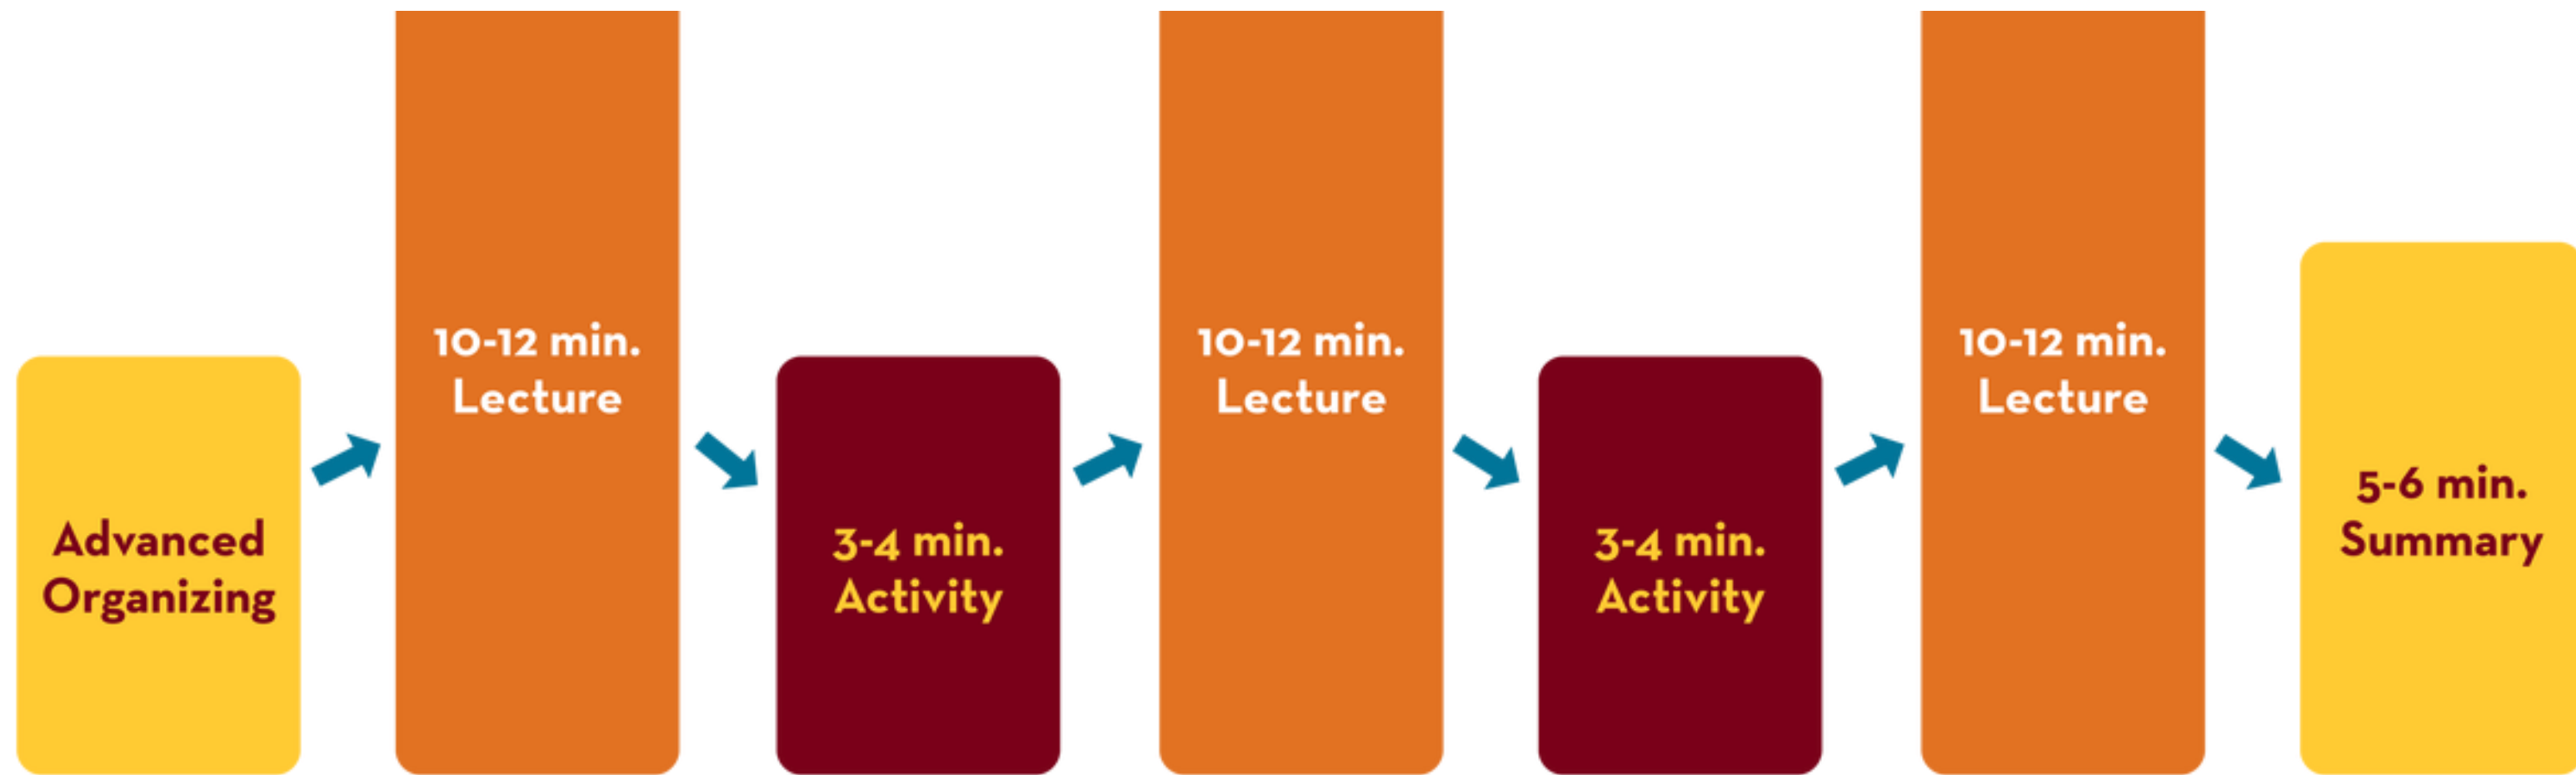 Advanced
Organizing
10-12 min.
Lecture
3-4 min.
Activity
10-12 min.
Lecture
3-4 min.
Activity
10-12 min.
Lecture
5-6 min.
Summary